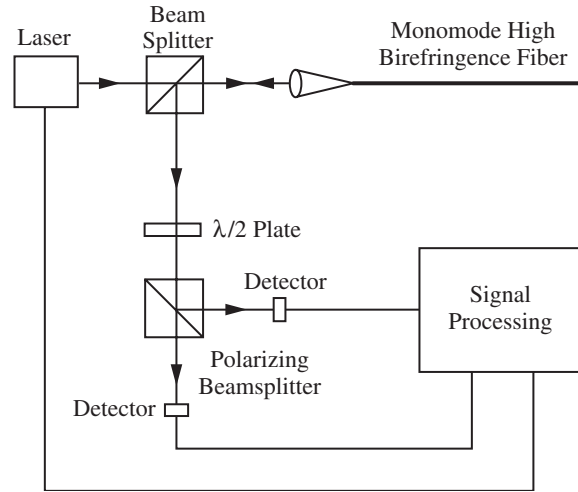 Laser
Beam
Splitter
Monomode High
Birefringence Fiber
λ/2 Plate
Detector
Signal
Processing
Polarizing
Beamsplitter
Detector